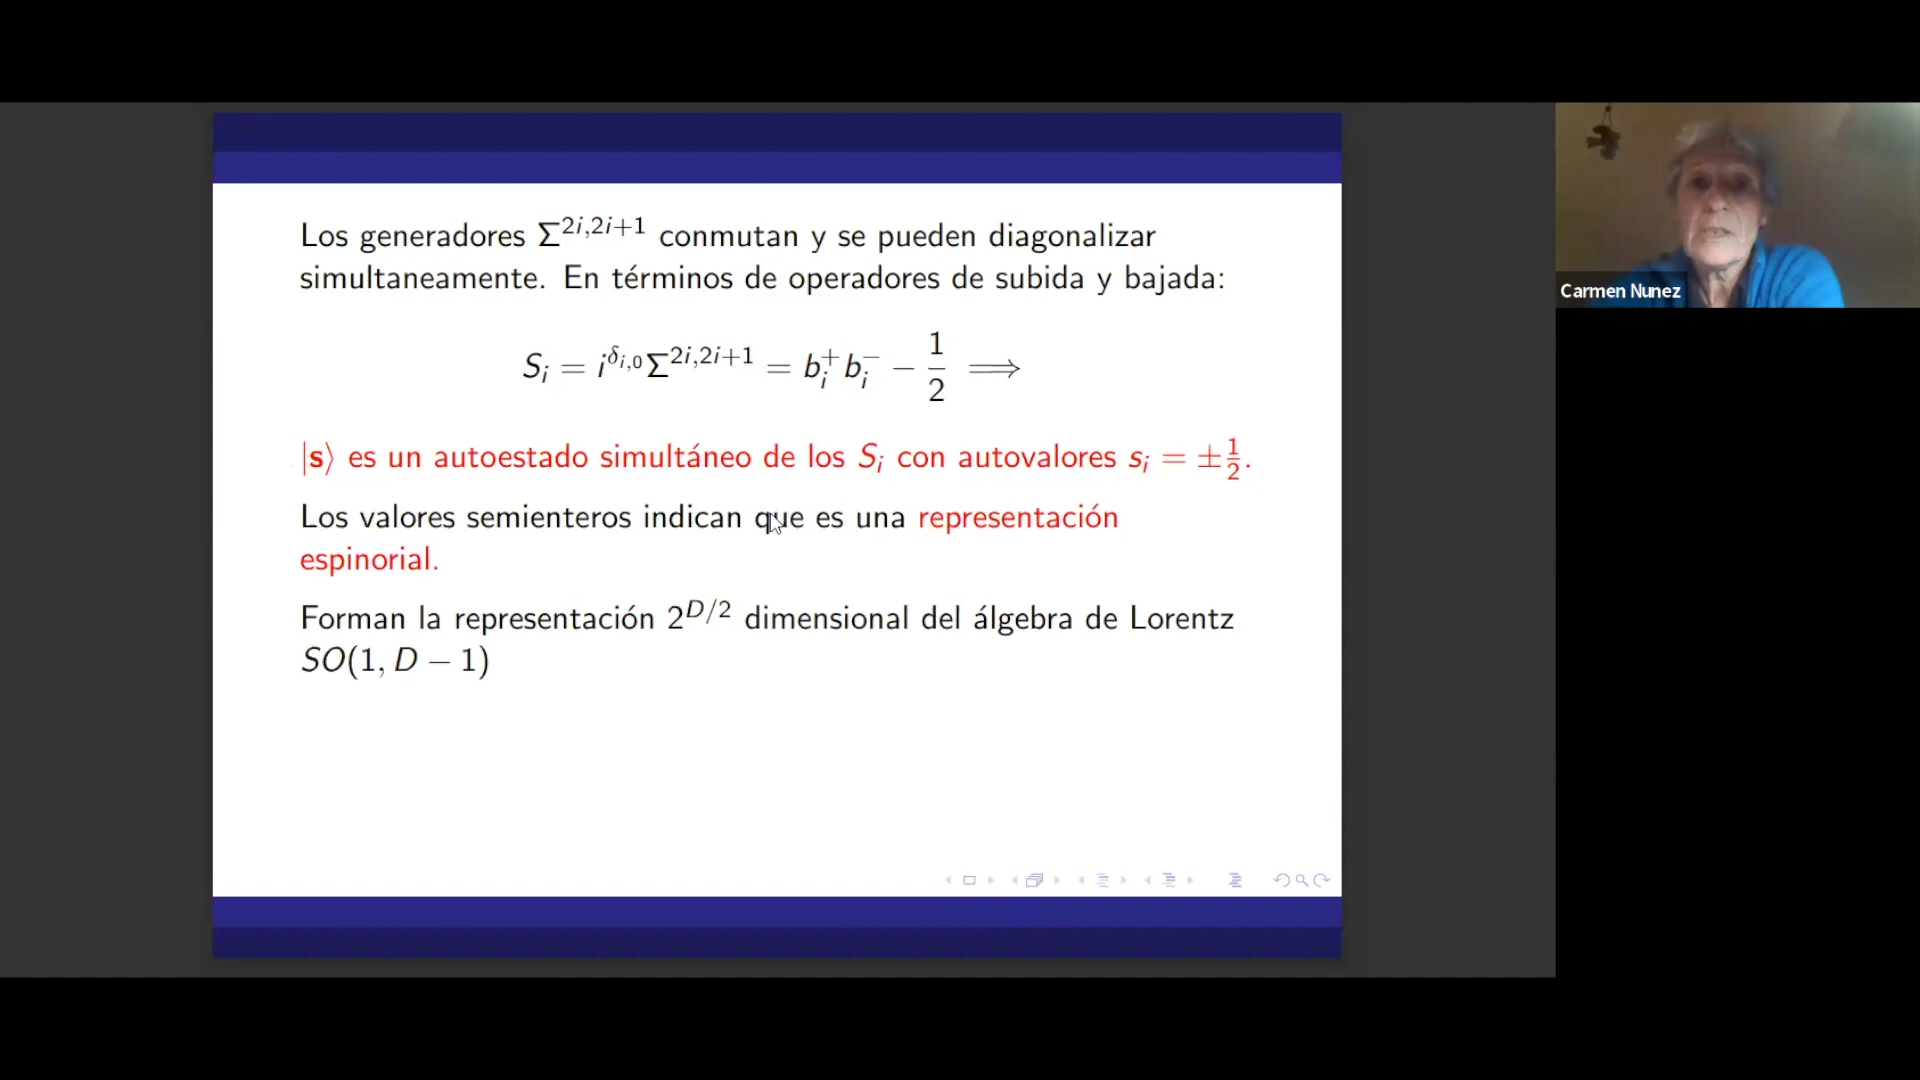 Los generadores Σ^{2i,2i+1} conmutan y se pueden diagonalizar
simultaneamente. En términos de operadores de subida y bajada:
S_i = i^{δ_{i,0}} Σ^{2i,2i+1} = b_i^+ b_i^- − 1/2 ⟹
|s⟩ es un autoestado simultáneo de los S_i con autovalores s_i = ±1/2.
Los valores semienteros indican que es una representación
espinorial.
Forman la representación 2^{D/2} dimensional del álgebra de Lorentz
SO(1, D − 1)
Carmen Nunez